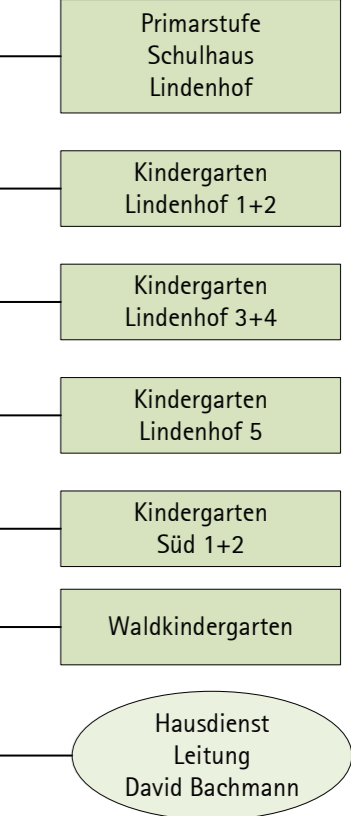 Primarstufe
Schulhaus
Lindenhof
Kindergarten
Lindenhof 1+2
Kindergarten
Lindenhof 3+4
Kindergarten
Lindenhof 5
Kindergarten
Süd 1+2
Waldkindergarten
Hausdienst
Leitung
David Bachmann